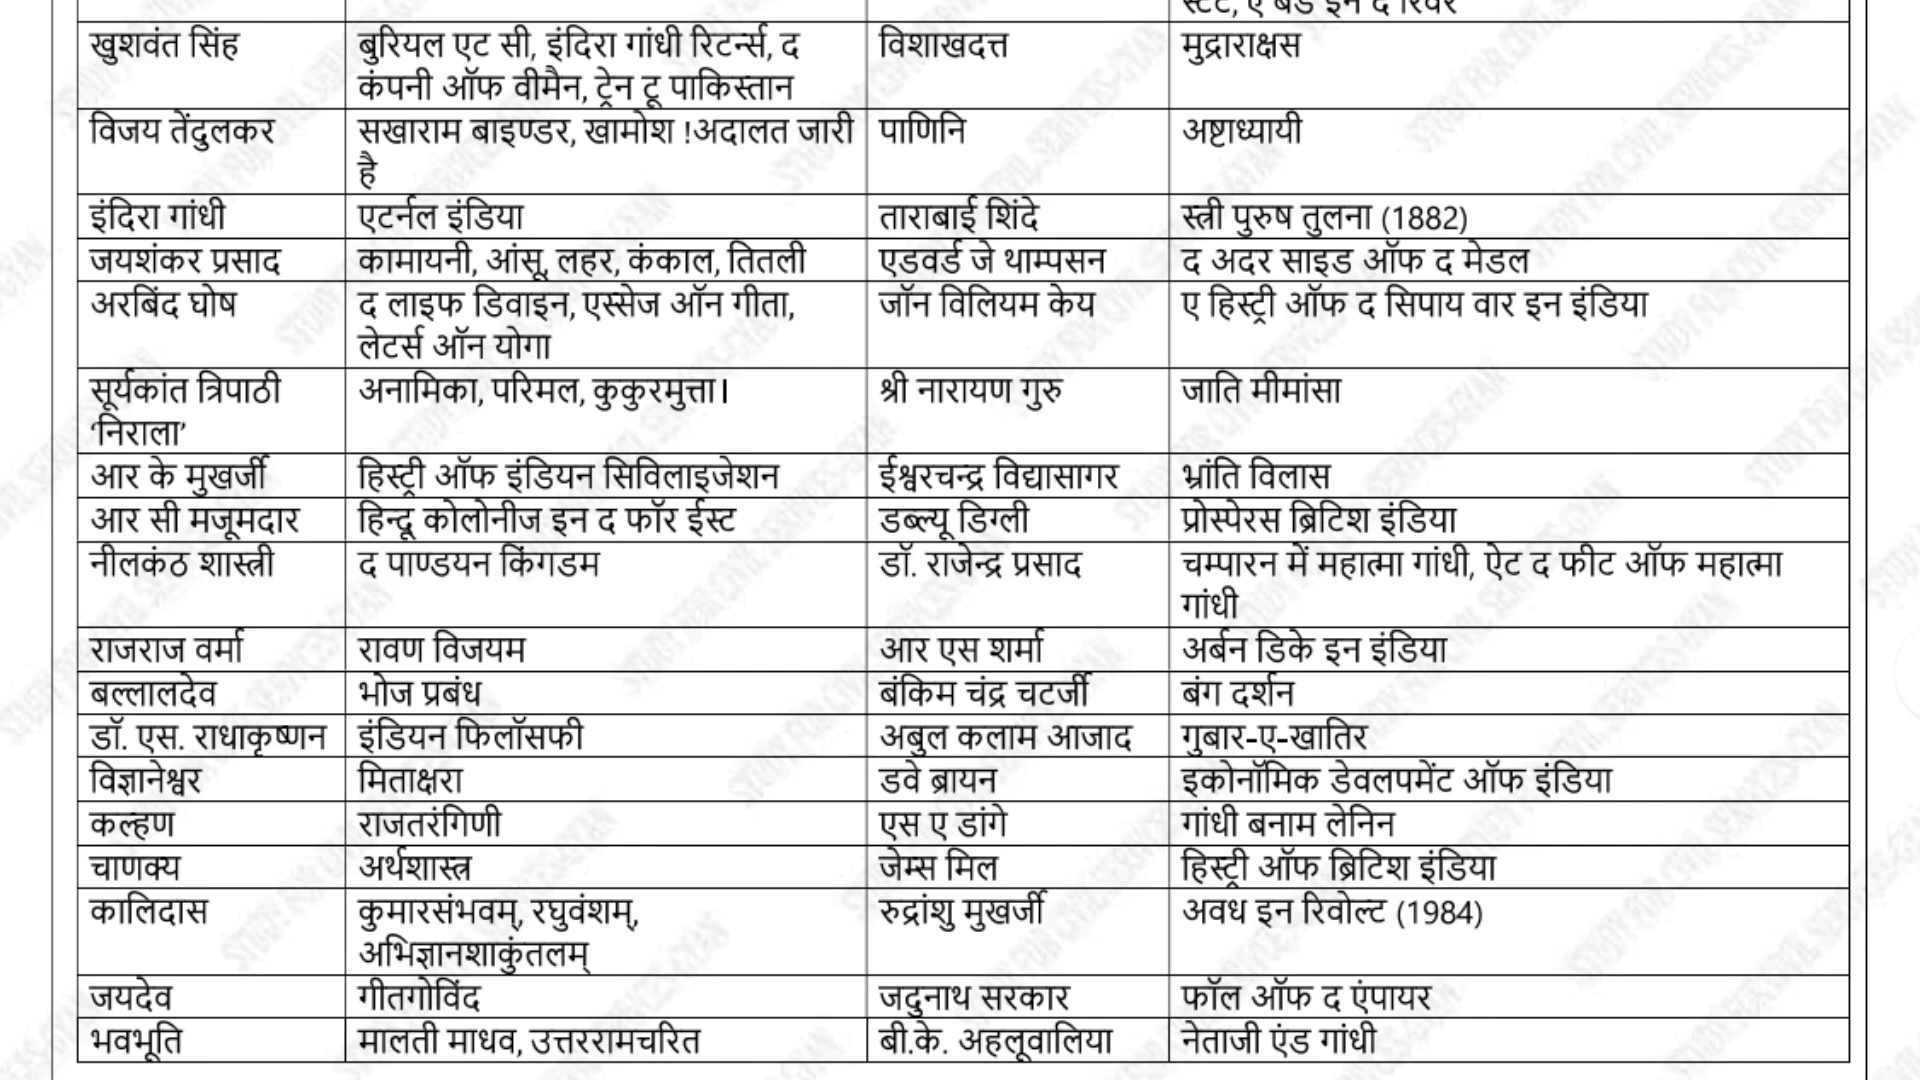 स्टेट, ए बेंड इन द रिवर
खुशवंत सिंह बुरियल एट सी, इंदिरा गांधी रिटर्न्स, द विशाखदत्त मुद्राराक्षस
कंपनी ऑफ वीमैन, ट्रेन टू पाकिस्तान
विजय तेंदुलकर सखाराम बाइण्डर, खामोश !अदालत जारी पाणिनि अष्टाध्यायी
है
इंदिरा गांधी एटर्नल इंडिया ताराबाई शिंदे स्त्री पुरुष तुलना (1882)
जयशंकर प्रसाद कामायनी, आंसू, लहर, कंकाल, तितली एडवर्ड जे थाम्पसन द अदर साइड ऑफ द मेडल
अरबिंद घोष द लाइफ डिवाइन, एस्सेज ऑन गीता, जॉन विलियम केय ए हिस्ट्री ऑफ द सिपाय वार इन इंडिया
लेटर्स ऑन योगा
सूर्यकांत त्रिपाठी अनामिका, परिमल, कुकुरमुत्ता। श्री नारायण गुरु जाति मीमांसा
‘निराला’
आर के मुखर्जी हिस्ट्री ऑफ इंडियन सिविलाइजेशन ईश्वरचन्द्र विद्यासागर भ्रांति विलास
आर सी मजूमदार हिन्दू कोलोनीज इन द फॉर ईस्ट डब्ल्यू डिग्ली प्रोस्पेरस ब्रिटिश इंडिया
नीलकंठ शास्त्री द पाण्डयन किंगडम डॉ. राजेन्द्र प्रसाद चम्पारन में महात्मा गांधी, ऐट द फीट ऑफ महात्मा
गांधी
राजराज वर्मा रावण विजयम आर एस शर्मा अर्बन डिके इन इंडिया
बल्लालदेव भोज प्रबंध बंकिम चंद्र चटर्जी बंग दर्शन
डॉ. एस. राधाकृष्णन इंडियन फिलॉसफी अबुल कलाम आजाद गुबार-ए-खातिर
विज्ञानेश्वर मिताक्षरा डवे ब्रायन इकोनॉमिक डेवलपमेंट ऑफ इंडिया
कल्हण राजतरंगिणी एस ए डांगे गांधी बनाम लेनिन
चाणक्य अर्थशास्त्र जेम्स मिल हिस्ट्री ऑफ ब्रिटिश इंडिया
कालिदास कुमारसंभवम्, रघुवंशम्, रुद्रांशु मुखर्जी अवध इन रिवोल्ट (1984)
अभिज्ञानशाकुंतलम्
जयदेव गीतगोविंद जदुनाथ सरकार फॉल ऑफ द एंपायर
भवभूति मालती माधव, उत्तररामचरित बी.के. अहलूवालिया नेताजी एंड गांधी
STUDY FOR CIVIL SERVICES-GYAN